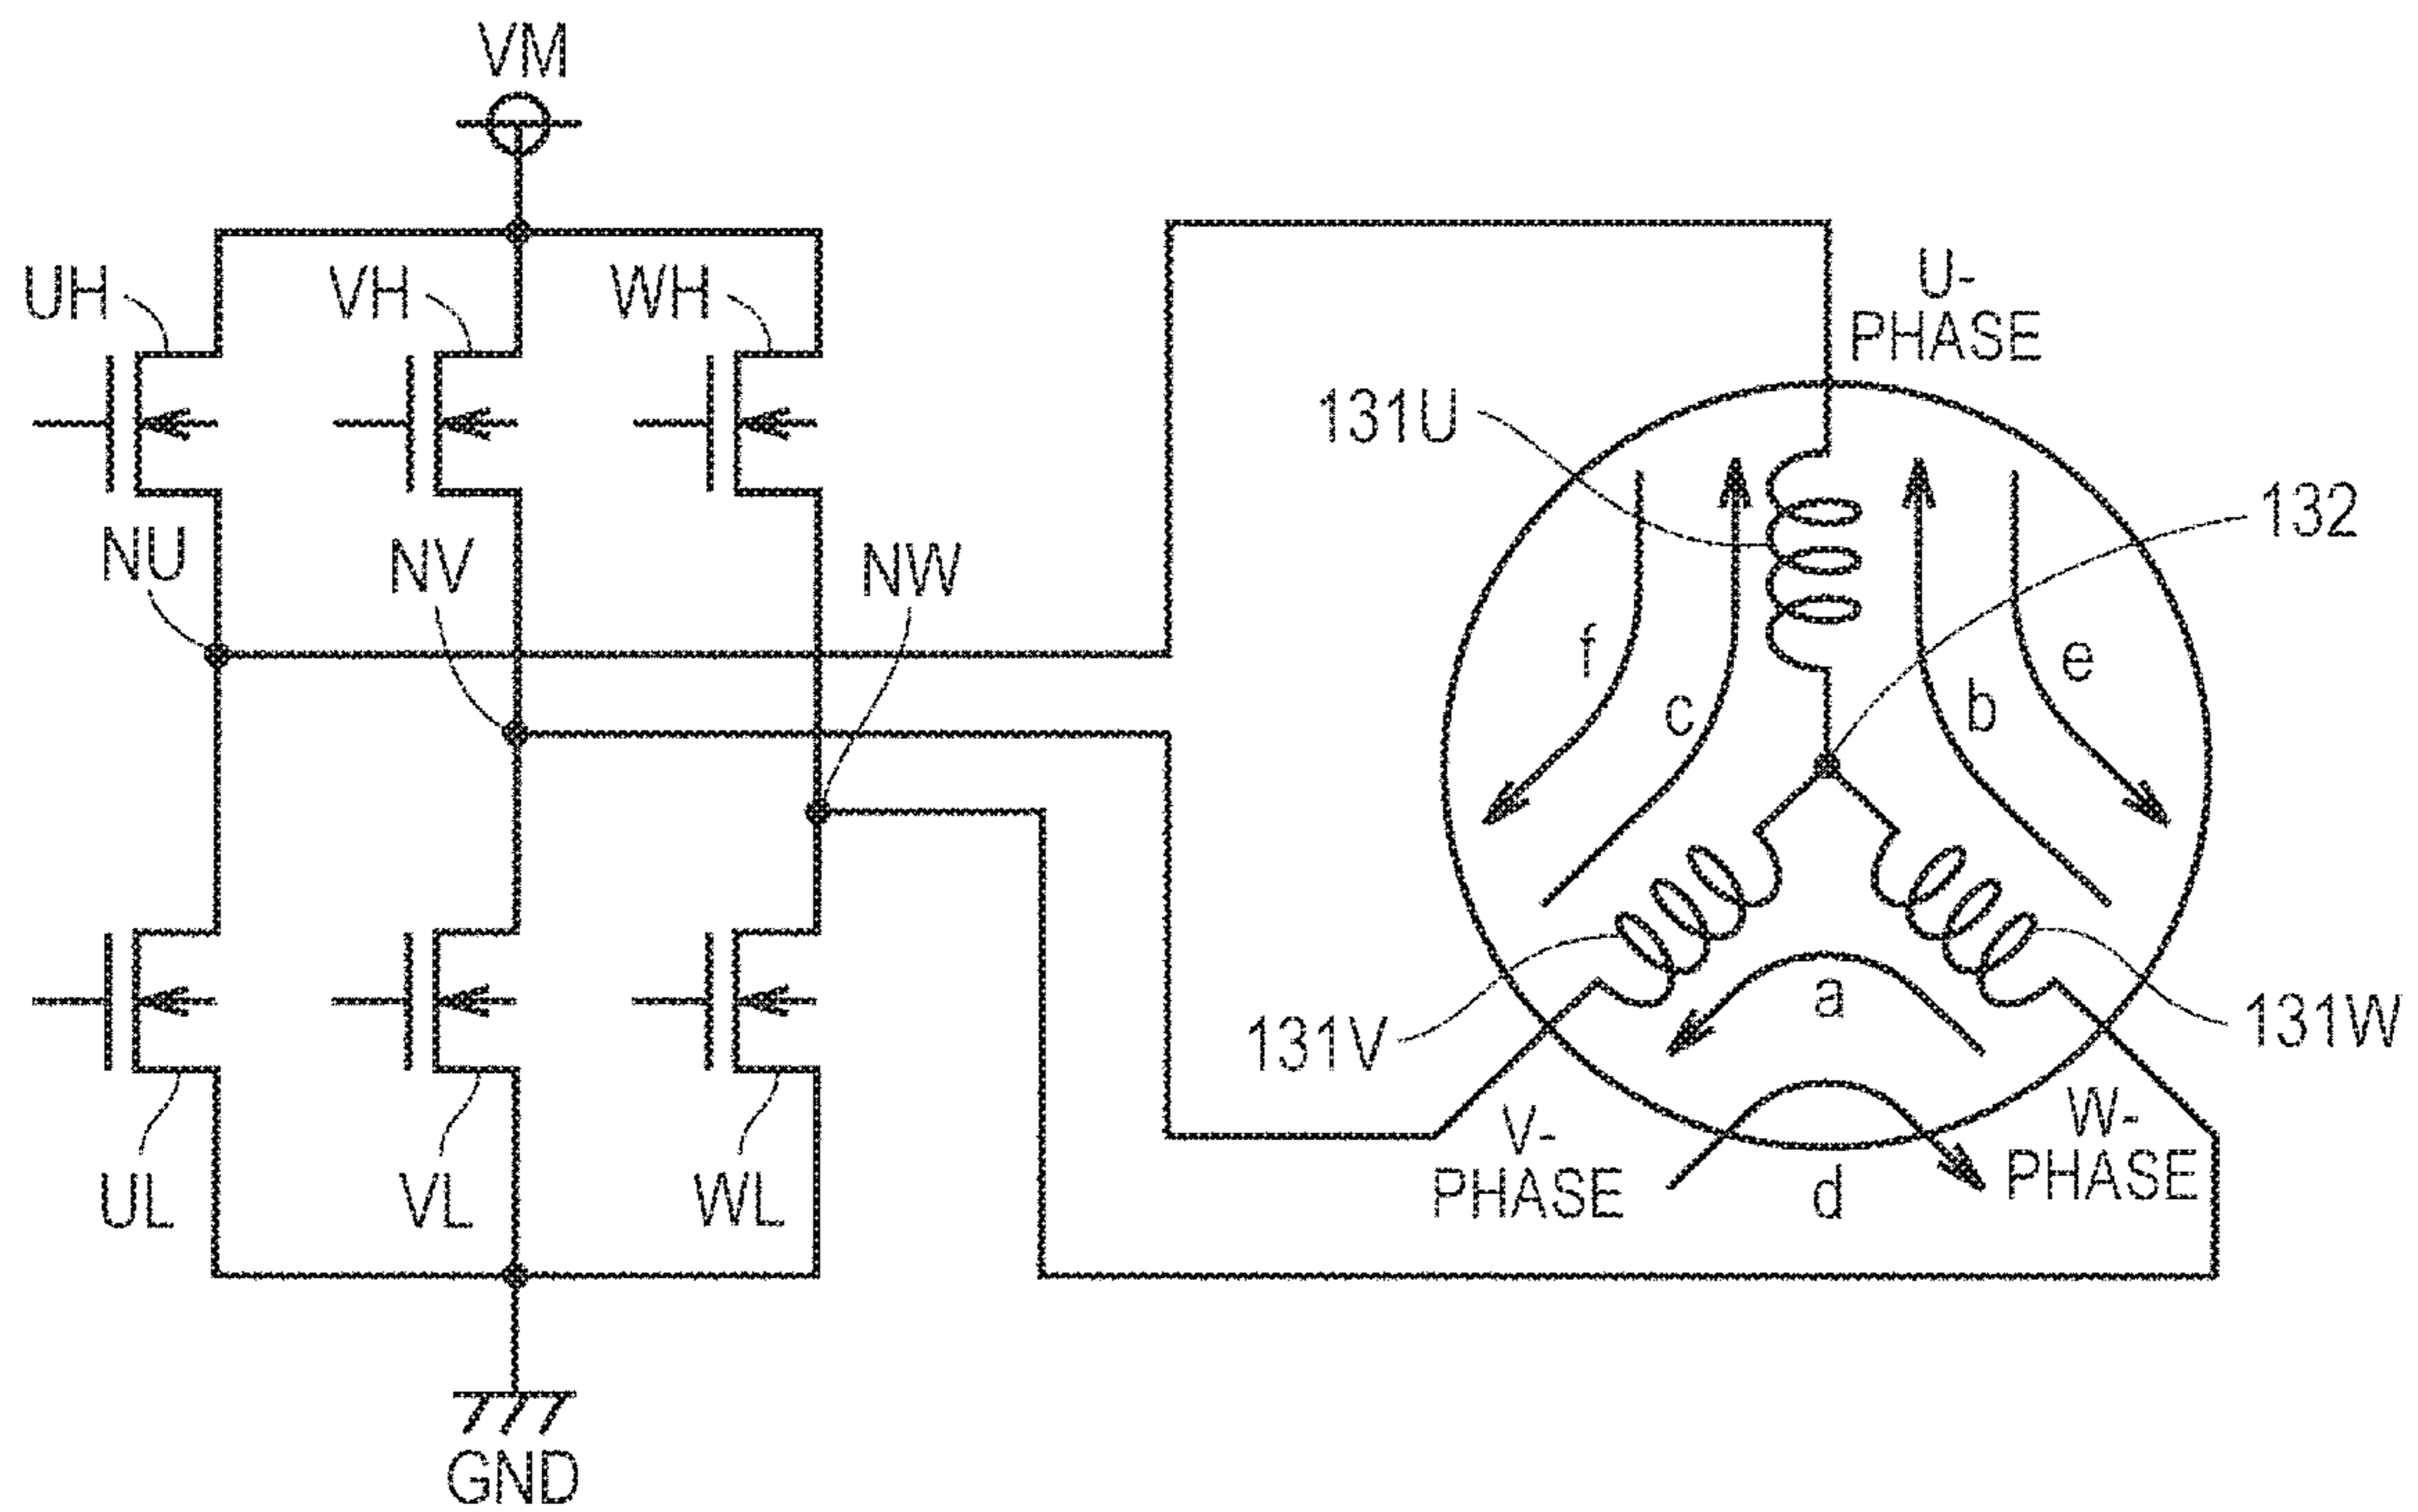 VM
UH
VH
WH
U-
PHASE
131U
132
NU
NV
NW
f
c
b
e
a
131V
131W
V-
PHASE
W-
PHASE
d
UL
VL
WL
GND